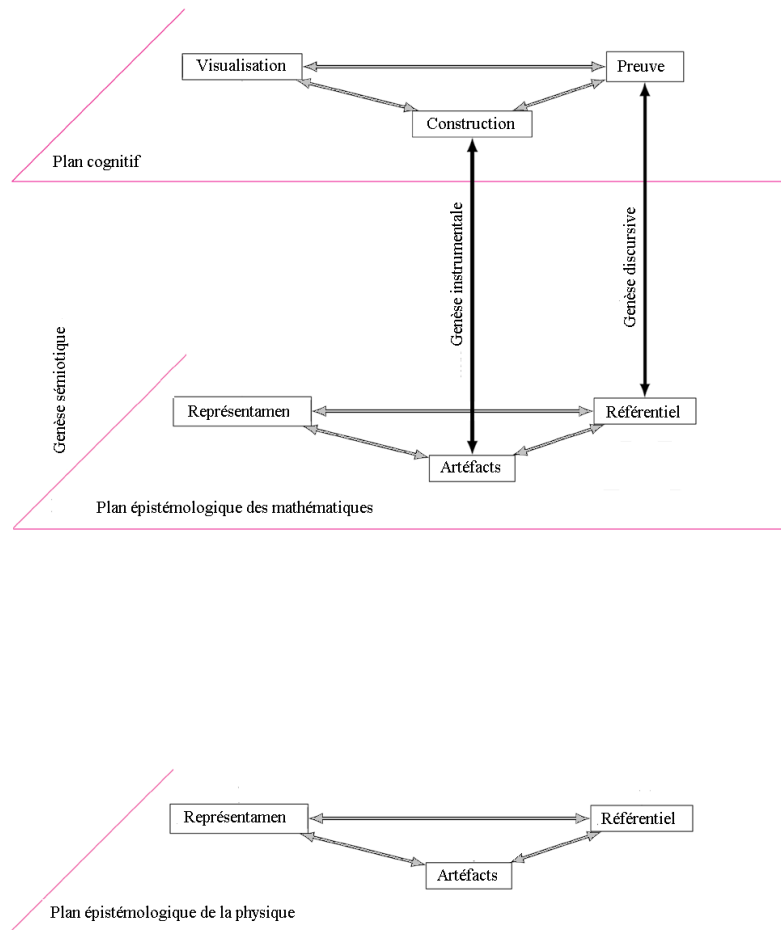 Visualisation
Preuve
Construction
Plan cognitif
Genèse sémiotique
Genèse instrumentale
Genèse discursive
Représentamen
Référentiel
Artéfacts
Plan épistémologique des mathématiques
Représentamen
Référentiel
Artéfacts
Plan épistémologique de la physique